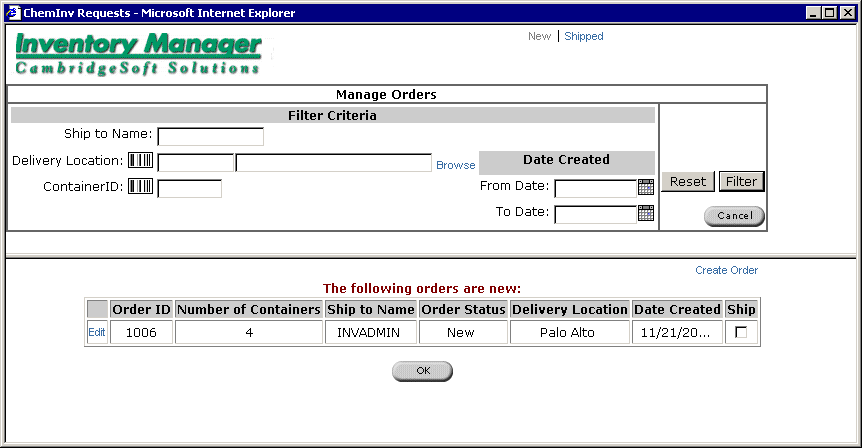 ChemInv Requests - Microsoft Internet Explorer
Inventory Manager
CambridgeSoft Solutions
New | Shipped
Manage Orders
Filter Criteria
Ship to Name:
Delivery Location: Browse
ContainerID:
Date Created
From Date:
To Date:
Reset Filter
Cancel
Create Order
The following orders are new:
Order ID Number of Containers Ship to Name Order Status Delivery Location Date Created Ship
Edit 1006 4 INVADMIN New Palo Alto 11/21/20...
OK